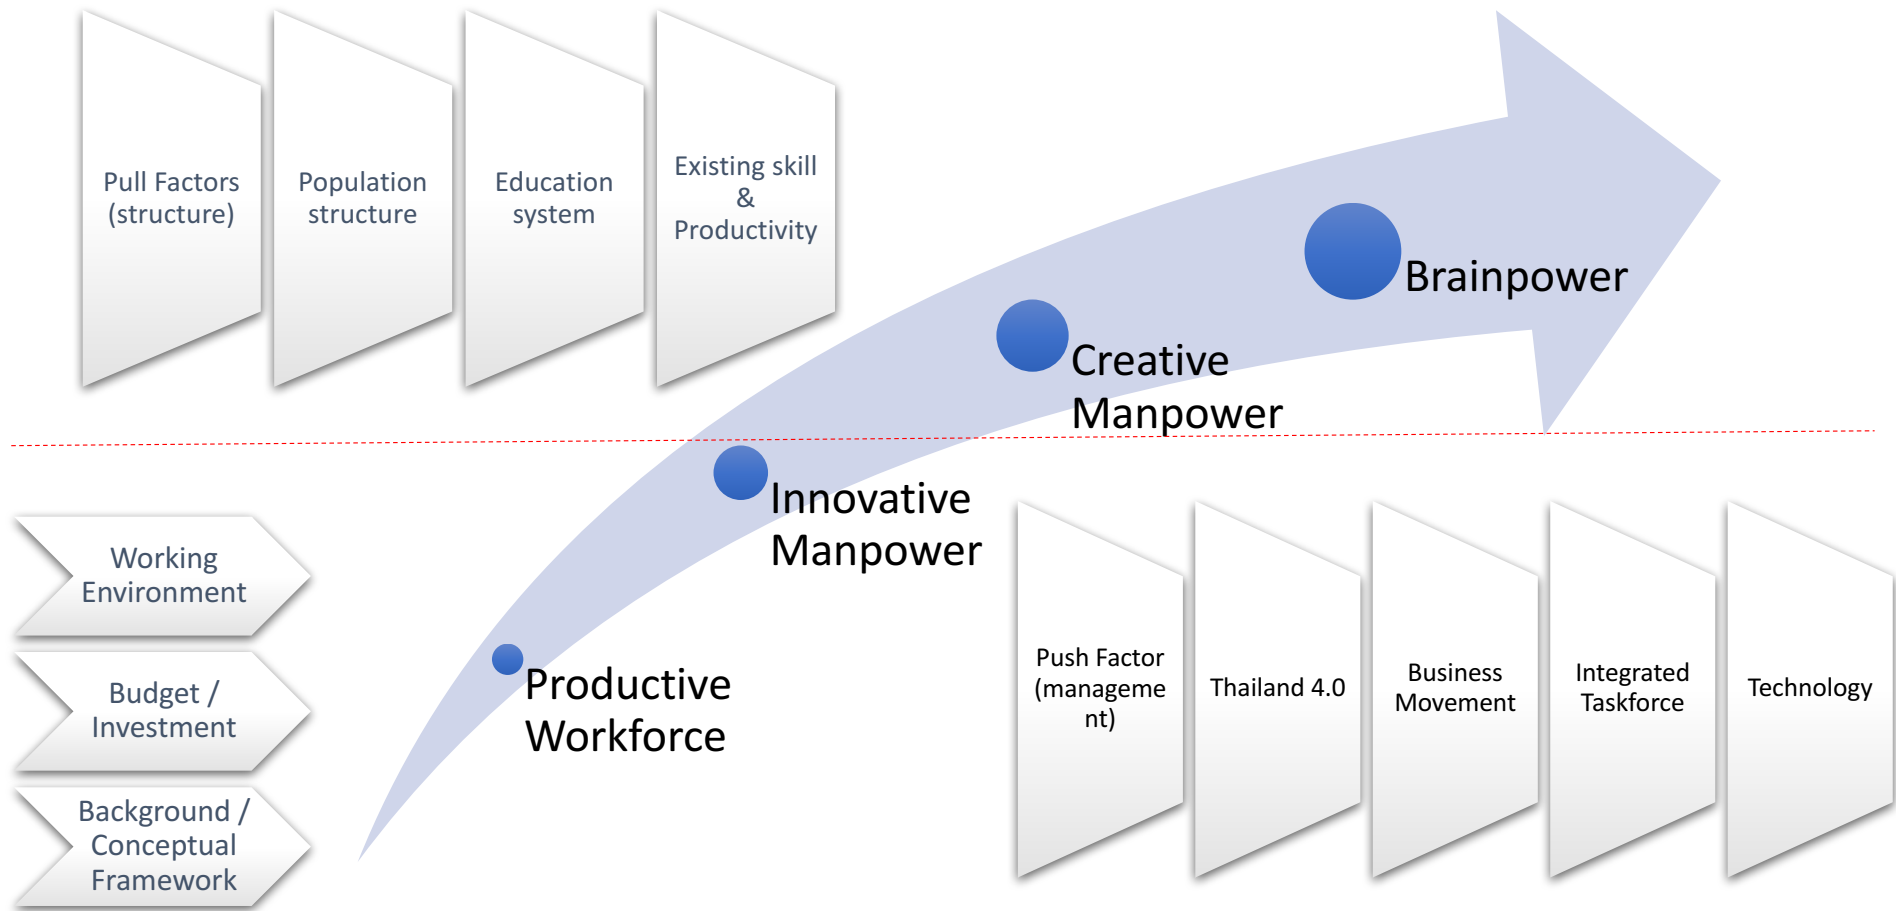 Pull Factors
(structure)
Population
structure
Education
system
Existing skill
&
Productivity
Brainpower
Creative
Manpower
Innovative
Manpower
Productive
Workforce
Working
Environment
Budget /
Investment
Background /
Conceptual
Framework
Push Factor
(manageme
nt)
Thailand 4.0
Business
Movement
Integrated
Taskforce
Technology